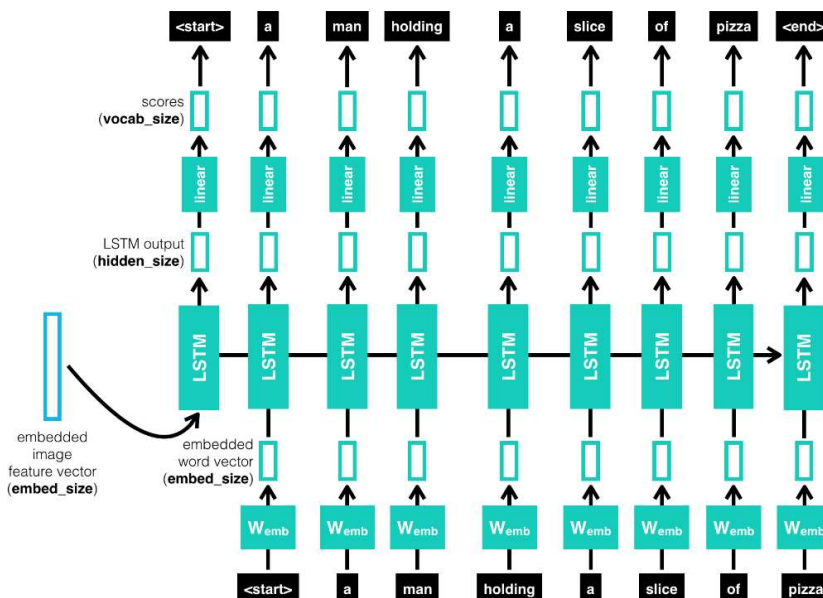 <start> a man holding a slice of pizza <end>
scores
(vocab_size)
linear linear linear linear linear linear linear linear linear
LSTM output
(hidden_size)
LSTM LSTM LSTM LSTM LSTM LSTM LSTM LSTM LSTM
embedded
image
feature vector
(embed_size)
embedded
word vector
(embed_size)
Wemb Wemb Wemb Wemb Wemb Wemb Wemb Wemb
<start> a man holding a slice of pizza